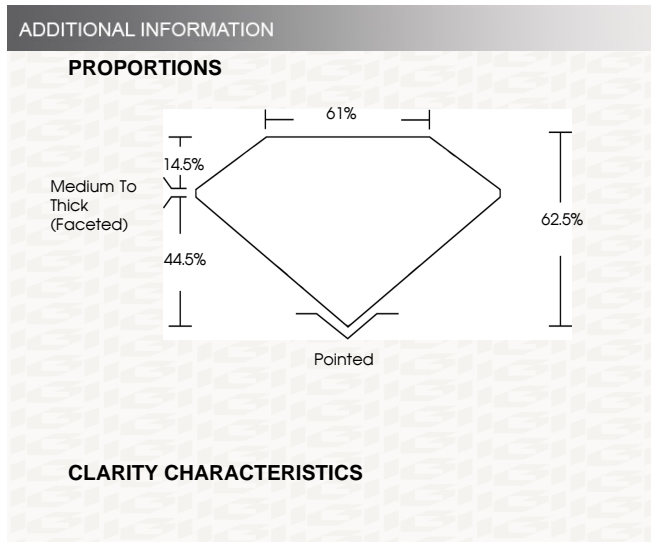 ADDITIONAL INFORMATION
PROPORTIONS
61%
14.5%
Medium To
Thick
(Faceted)
62.5%
44.5%
Pointed
CLARITY CHARACTERISTICS